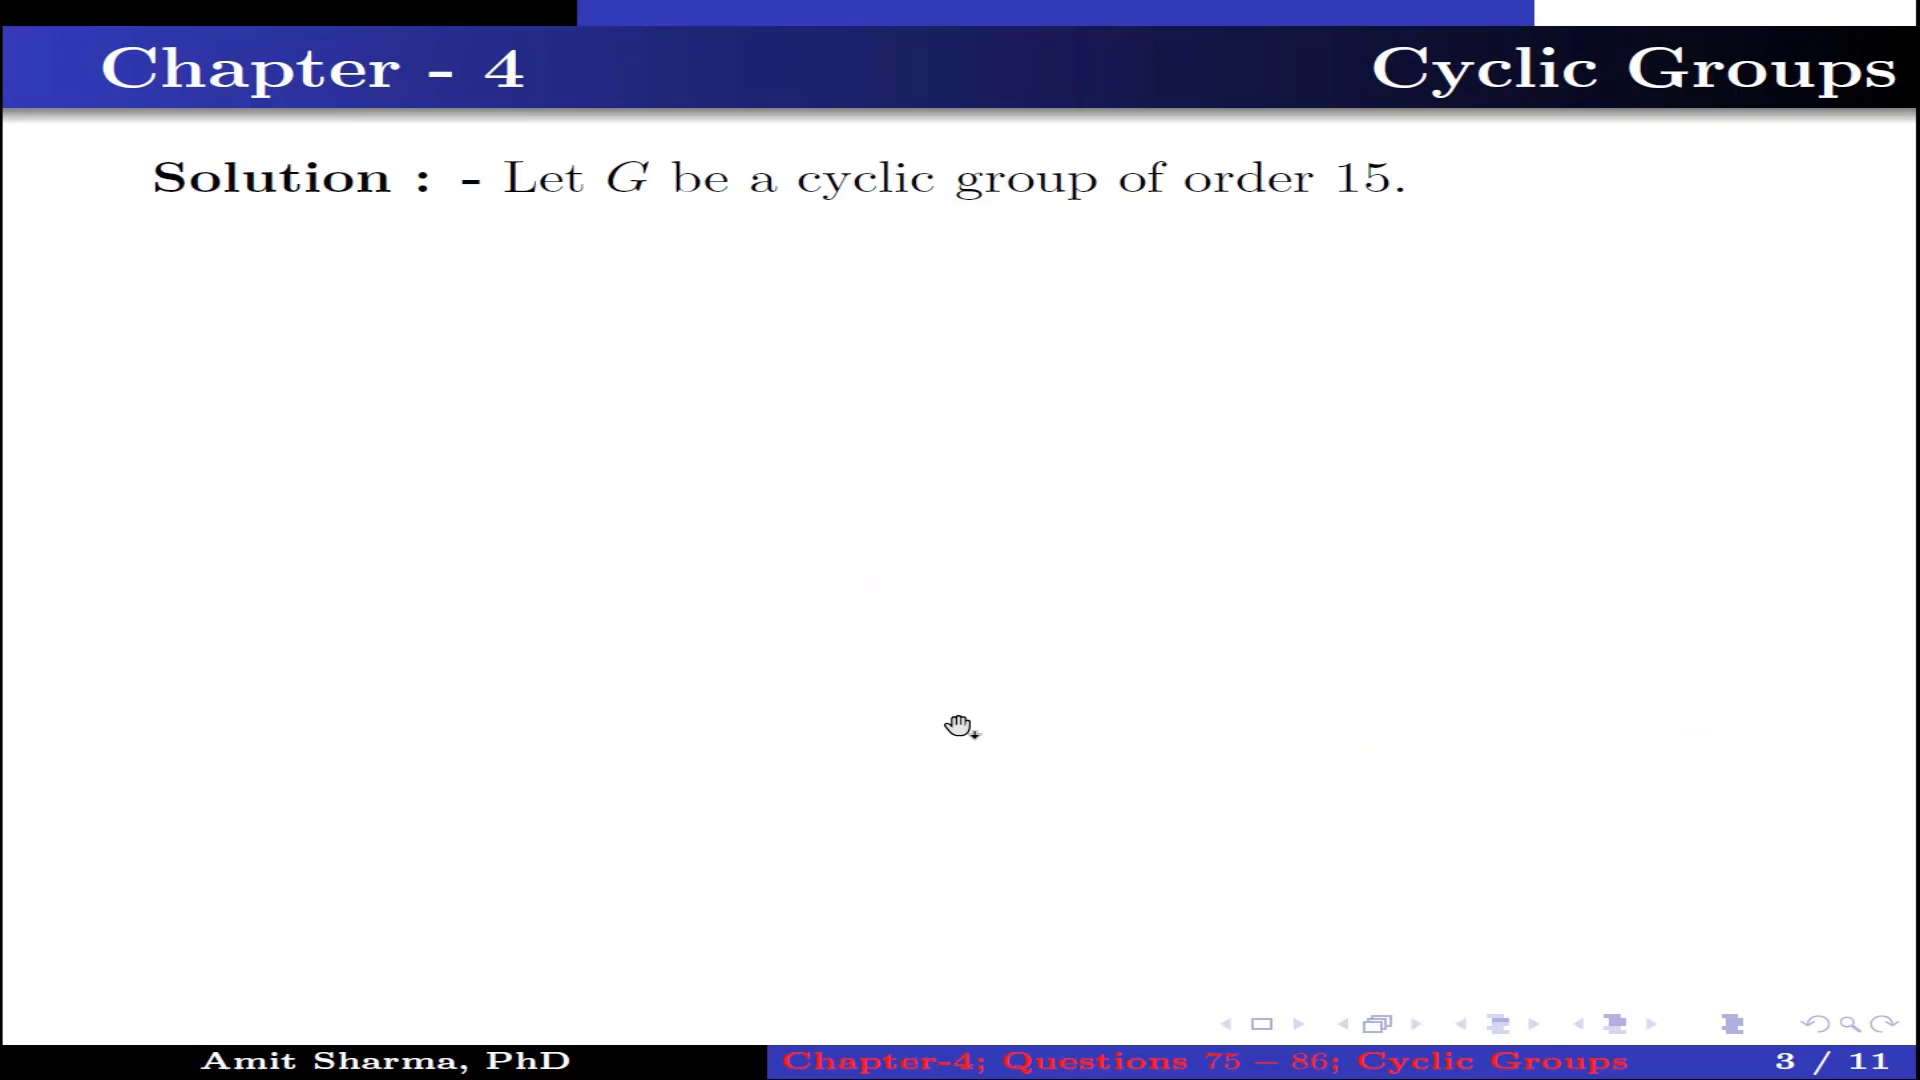 Chapter - 4 Cyclic Groups
Solution : - Let G be a cyclic group of order 15.
Amit Sharma, PhD Chapter-4; Questions 75 – 86; Cyclic Groups 3 / 11